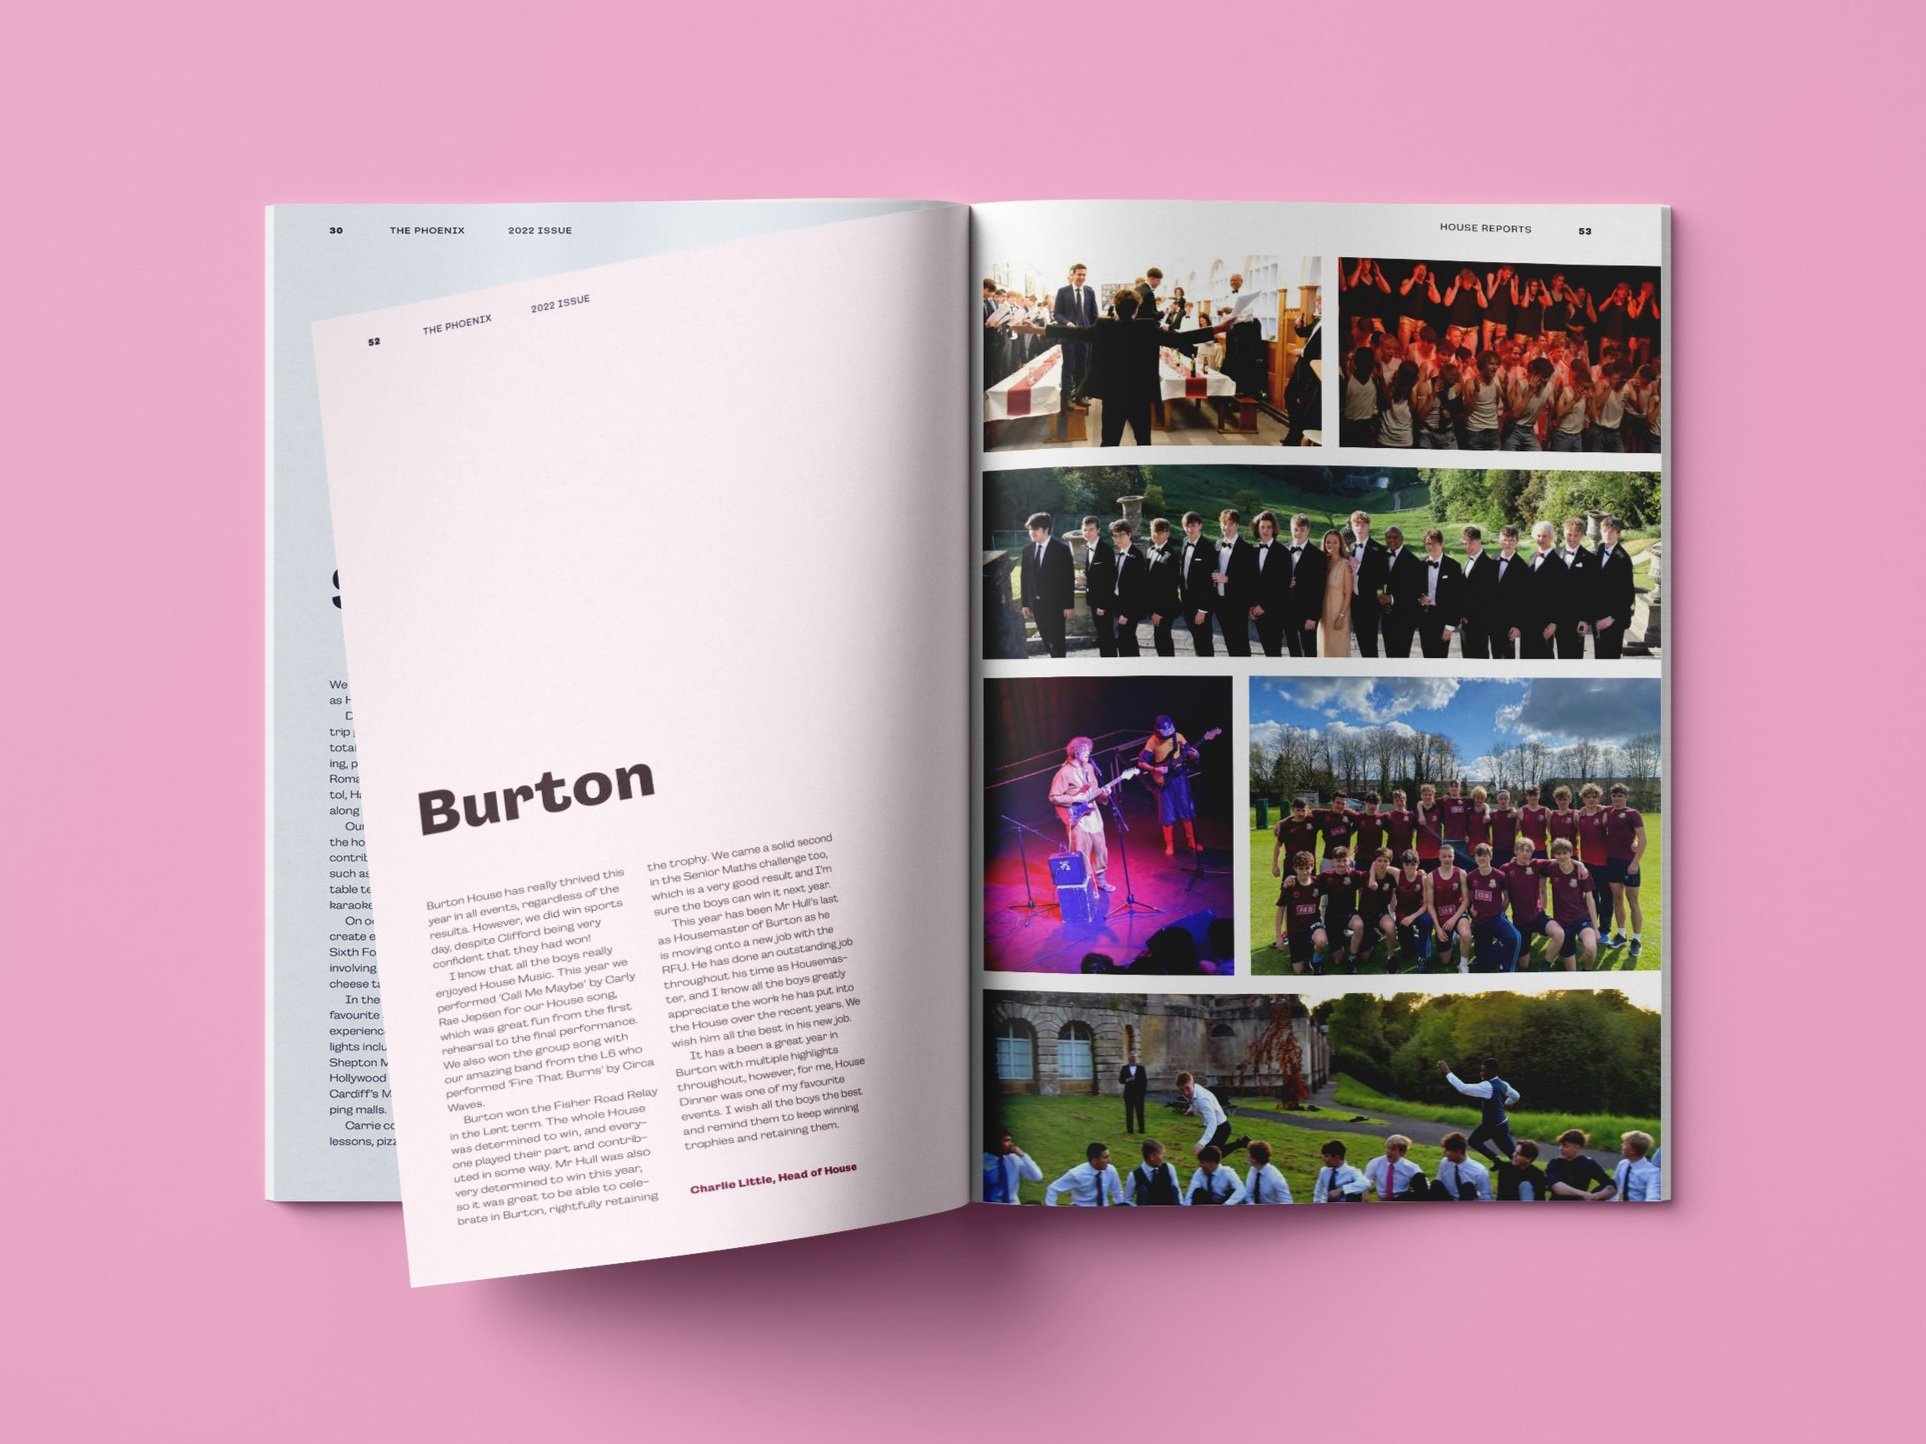 30 THE PHOENIX 2022 ISSUE
We
as H
D
trip
total
ing, p
Roma
tol, Ha
along
Our
the ho
contrib
such as
table te
karaoke
On oc
create e
Sixth Fo
involving
cheese ta
In the
favourite
experienc
lights inclu
Shepton M
Hollywood
Cardiff's M
ping malls.
Carrie co
lessons, pizz
52 THE PHOENIX 2022 ISSUE
Burton
Burton House has really thrived this
year in all events, regardless of the
results. However, we did win sports
day, despite Clifford being very
confident that they had won!
I know that all the boys really
enjoyed House Music. This year we
performed 'Call Me Maybe' by Carly
Rae Jepsen for our House song,
which was great fun from the first
rehearsal to the final performance.
We also won the group song with
our amazing band from the L6 who
performed 'Fire That Burns' by Circa
Waves.
Burton won the Fisher Road Relay
in the Lent term. The whole House
was determined to win, and every-
one played their part and contrib-
uted in some way. Mr Hull was also
very determined to win this year,
so it was great to be able to cele-
brate in Burton, rightfully retaining
the trophy. We came a solid second
in the Senior Maths challenge too,
which is a very good result and I'm
sure the boys can win it next year.
This year has been Mr Hull's last
as Housemaster of Burton as he
is moving onto a new job with the
RFU. He has done an outstanding job
throughout his time as Housemas-
ter, and I know all the boys greatly
appreciate the work he has put into
the House over the recent years. We
wish him all the best in his new job.
It has a been a great year in
Burton with multiple highlights
throughout, however, for me, House
Dinner was one of my favourite
events. I wish all the boys the best
and remind them to keep winning
trophies and retaining them.
Charlie Little, Head of House
HOUSE REPORTS 53